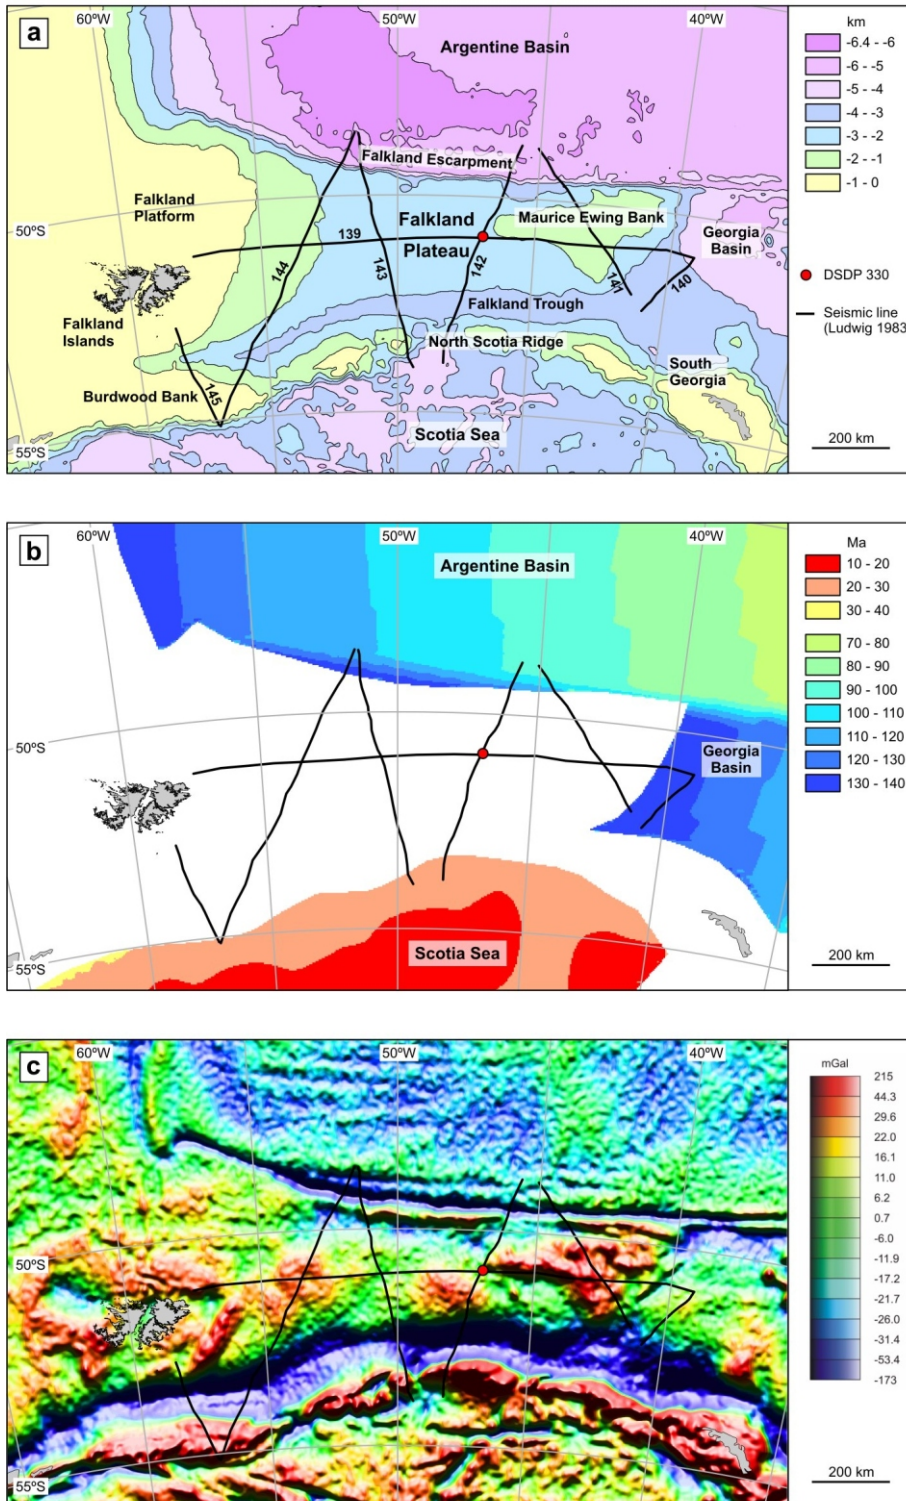 a
60ºW
50ºW
40ºW
Argentine Basin
Falkland Escarpment
Falkland
Platform
50ºS
139
Falkland
Plateau
Maurice Ewing Bank
Georgia
Basin
144
143
142
141
140
Falkland Trough
Falkland
Islands
North Scotia Ridge
South
Georgia
Burdwood Bank
145
Scotia Sea
55ºS
km
-6.4 - -6
-6 - -5
-5 - -4
-4 - -3
-3 - -2
-2 - -1
-1 - 0
DSDP 330
Seismic line
(Ludwig 1983)
200 km
b
60ºW
50ºW
40ºW
Argentine Basin
50ºS
Georgia
Basin
Scotia Sea
55ºS
Ma
10 - 20
20 - 30
30 - 40
70 - 80
80 - 90
90 - 100
100 - 110
110 - 120
120 - 130
130 - 140
200 km
c
60ºW
50ºW
40ºW
50ºS
55ºS
mGal
215
44.3
29.6
22.0
16.1
11.0
6.2
0.7
-6.0
-11.9
-17.2
-21.7
-26.0
-31.4
-53.4
-173
200 km